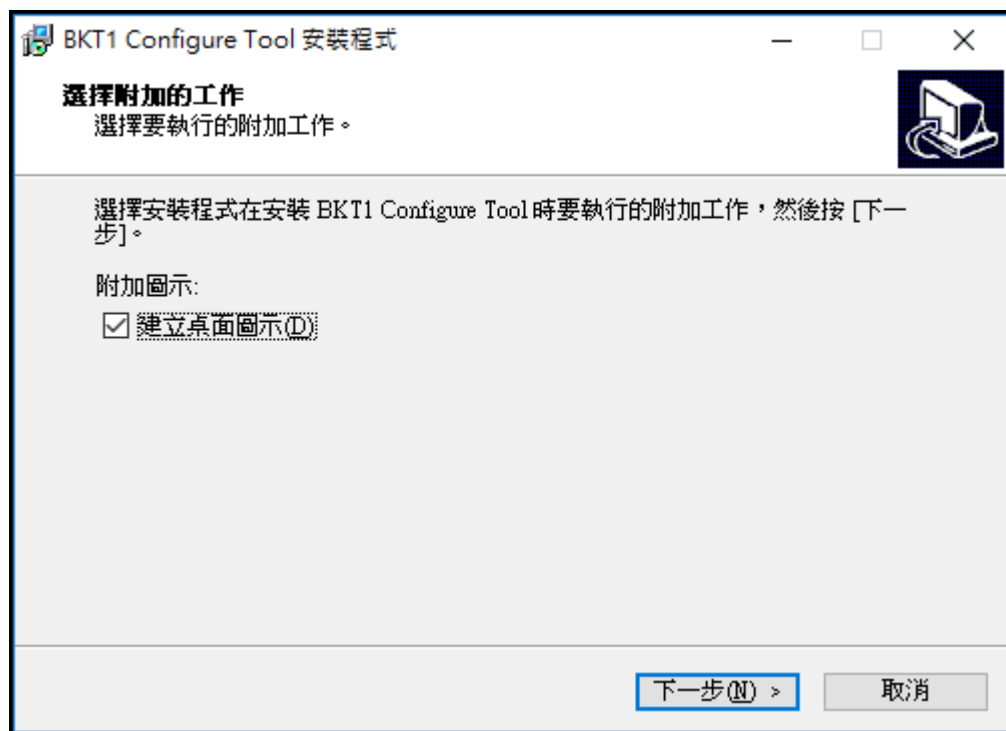 BKT1 Configure Tool 安裝程式
選擇附加的工作
選擇要執行的附加工作。
選擇安裝程式在安裝 BKT1 Configure Tool 時要執行的附加工作，然後按 [下一
步]。
附加圖示:
建立桌面圖示(D)
下一步(N) >
取消